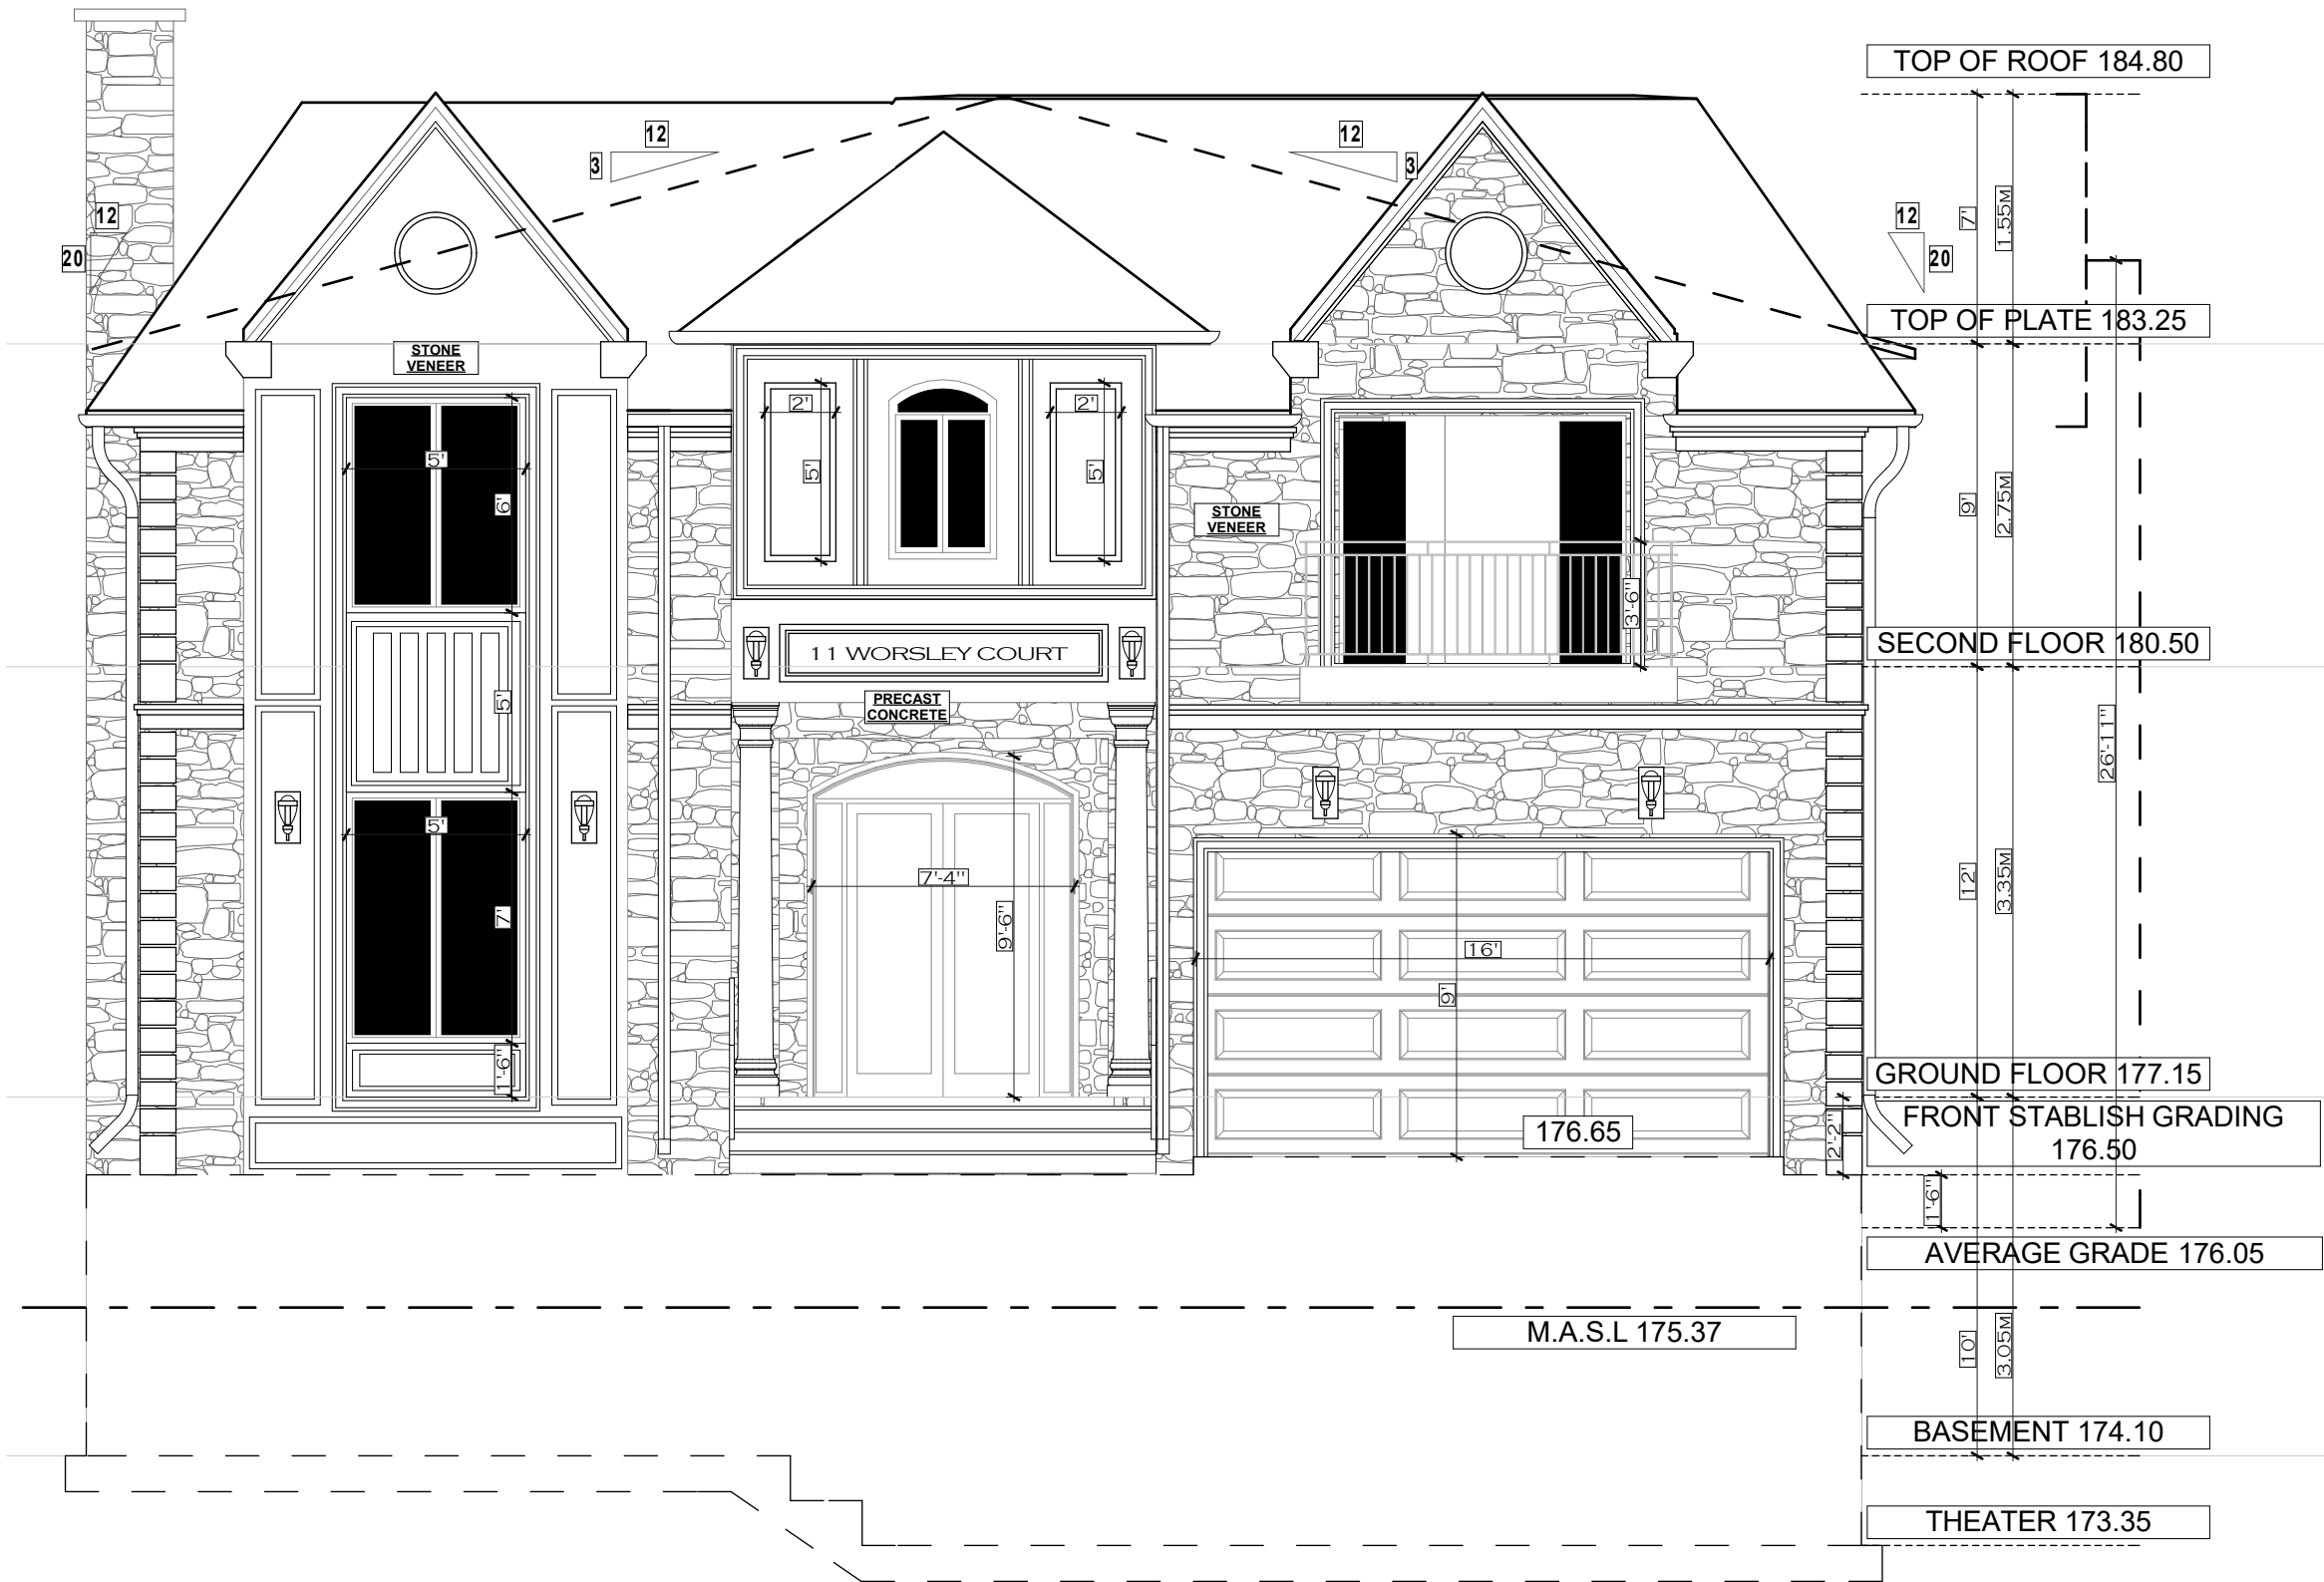 TOP OF ROOF 184.80
12
3
12
3
12
20
12
20
7'
1.55M
TOP OF PLATE 183.25
STONE
VENEER
2'
2'
5'
5'
5'
6'
STONE
VENEER
9'
2.75M
3'-6"
SECOND FLOOR 180.50
11 WORSLEY COURT
PRECAST
CONCRETE
5'
26'-11"
5'
7'-4"
9'-6"
7'
12'
3.35M
16'
9'
1'-6"
GROUND FLOOR 177.15
176.65
2'-2"
FRONT STABLISH GRADING
176.50
1'-6"
AVERAGE GRADE 176.05
M.A.S.L 175.37
10'
3.05M
BASEMENT 174.10
THEATER 173.35